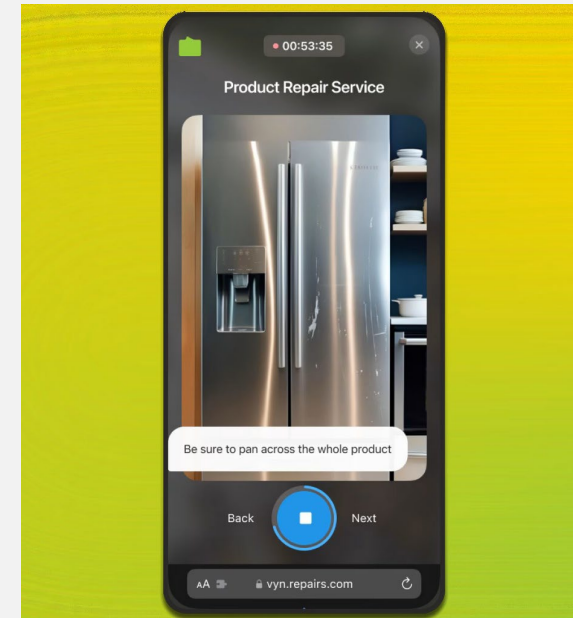 00:53:35
Product Repair Service
Be sure to pan across the whole product
Back
Next
AA
vyn.repairs.com